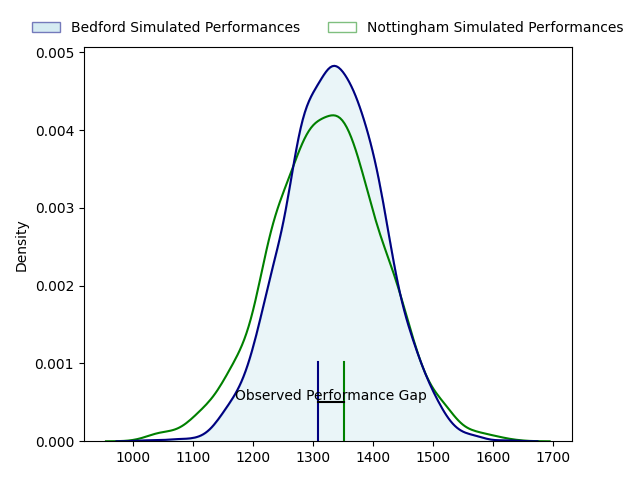 Bedford Simulated Performances Nottingham Simulated Performances
0.005
0.004
0.003
0.002
0.001
0.000
Density
Observed Performance Gap
1000 1100 1200 1300 1400 1500 1600 1700